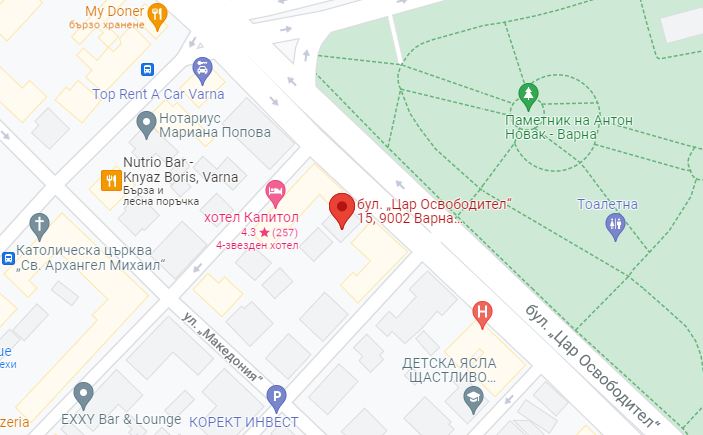 My Doner
бързо хранене
Top Rent A Car Varna
Нотариус
Мариана Попова
Nutrio Bar -
Knyaz Boris, Varna
Бърза и
лесна поръчка
хотел Капитол
4.3 ★ (257)
4-звезден хотел
бул. „Цар Освободител“
15, 9002 Варна...
Паметник на Антон
Новак - Варна
Тоалетна
Католическа църква
„Св. Архангел Михаил“
ул. „Македония“
бул. „Цар Освободител“
H
ДЕТСКА ЯСЛА
ЩАСТЛИВО...
P
EXXY Bar & Lounge
КОРЕКТ ИНВЕСТ
ue
ехи
zeria